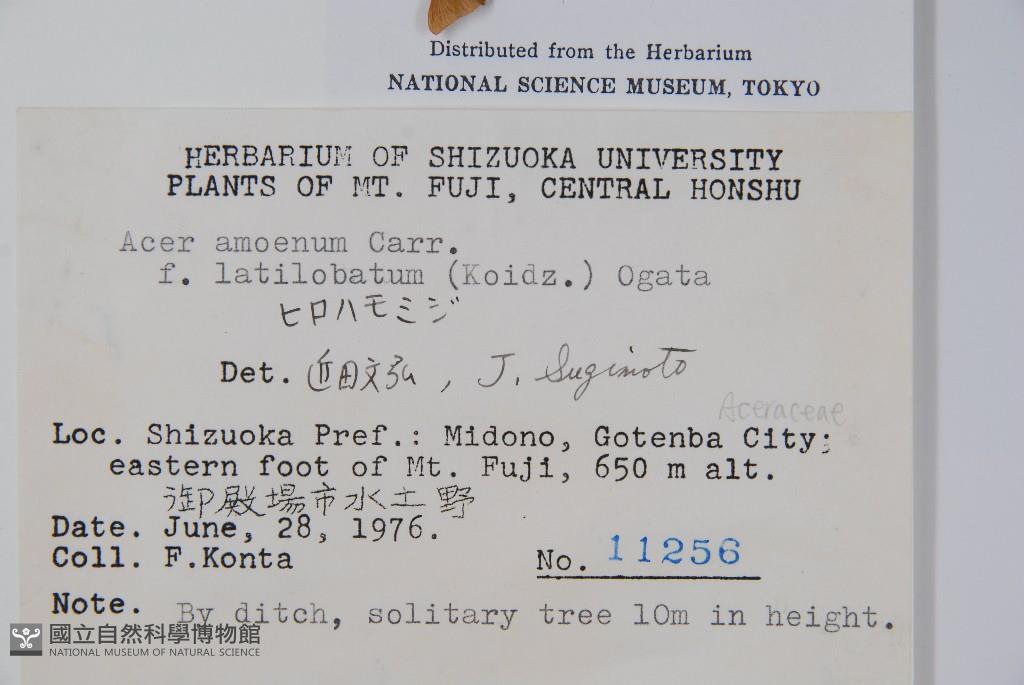 Distributed from the Herbarium
NATIONAL SCIENCE MUSEUM, TOKYO
HERBARIUM OF SHIZUOKA UNIVERSITY
PLANTS OF MT. FUJI, CENTRAL HONSHU
Acer amoenum Carr.
f. latilobatum (Koidz.) Ogata
ヒロハモミジ
Det. 近田文弘, J. Sugimoto
Aceraceae
Loc. Shizuoka Pref.: Midono, Gotenba City;
eastern foot of Mt. Fuji, 650 m alt.
御殿場市水土野
Date. June, 28, 1976.
Coll. F.Konta
No. 11256
Note. By ditch, solitary tree 10m in height.
國立自然科學博物館
NATIONAL MUSEUM OF NATURAL SCIENCE